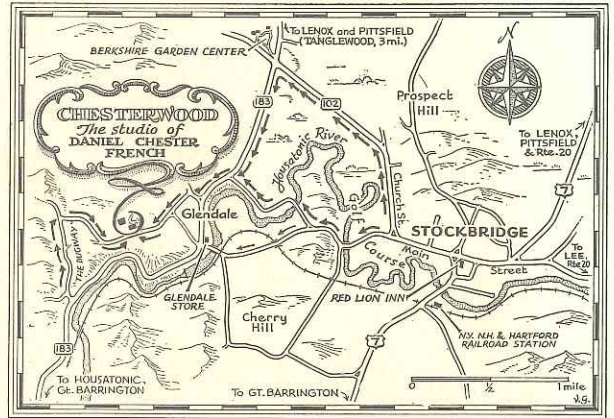 BERKSHIRE GARDEN CENTER
To LENOX and PITTSFIELD
(TANGLEWOOD, 3 mi.)
N
183
102
Prospect
Hill
CHESTERWOOD
The studio of
DANIEL CHESTER
FRENCH
Housatonic River
To LENOX,
PITTSFIELD
& Rte. 20
7
Church St.
Glendale
Golf
Course
STOCKBRIDGE
Main
Street
To
LEE,
Rte 20
THE BUGWAY
GLENDALE
STORE
RED LION INN
Cherry
Hill
7
N.Y. N.H. & HARTFORD
RAILROAD STATION
183
To HOUSATONIC,
Gt. BARRINGTON
To GT. BARRINGTON
0 1/2 1 mile
V.G.